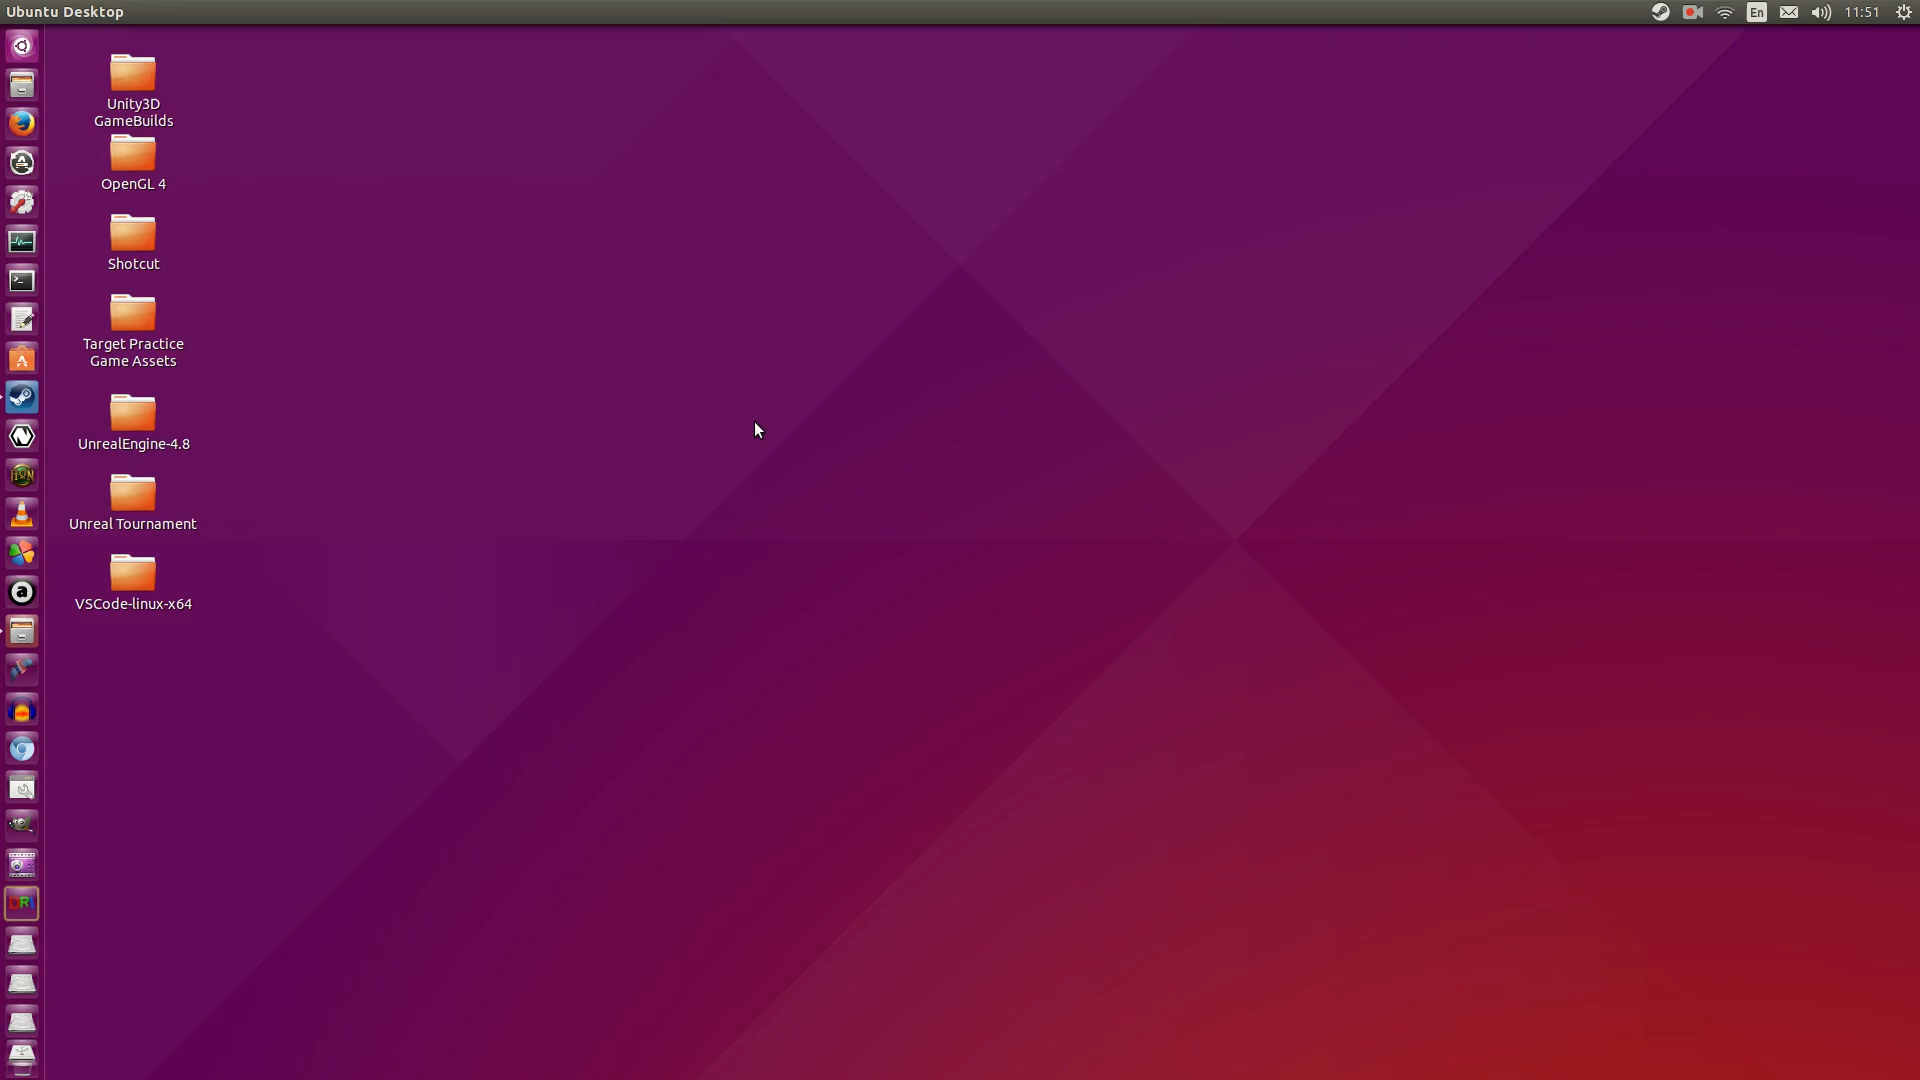 Ubuntu Desktop
En
11:51
Unity3D
GameBuilds
OpenGL 4
Shotcut
Target Practice
Game Assets
UnrealEngine-4.8
Unreal Tournament
VSCode-linux-x64